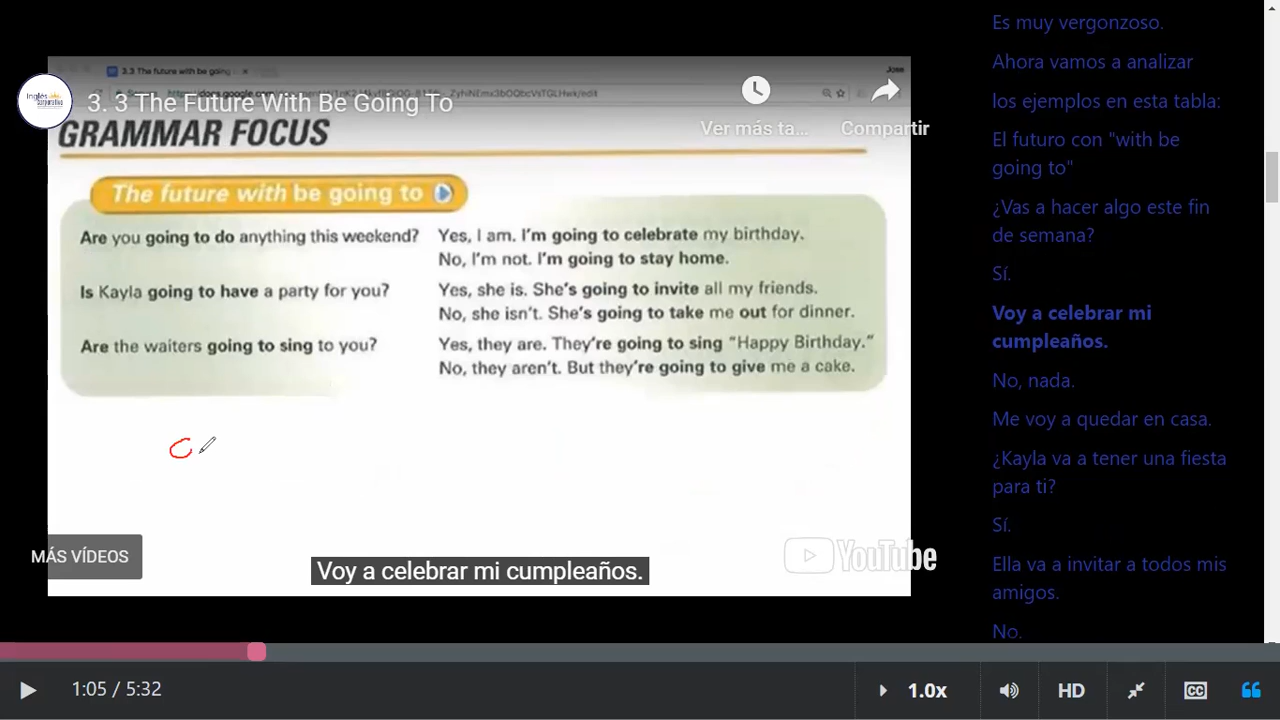 3.3 The future with be going
3. 3 The Future With Be Going To
Ver más ta...
Compartir
GRAMMAR FOCUS
The future with be going to
Are you going to do anything this weekend?
Yes, I am. I'm going to celebrate my birthday.
No, I'm not. I'm going to stay home.
Is Kayla going to have a party for you?
Yes, she is. She's going to invite all my friends.
No, she isn't. She's going to take me out for dinner.
Are the waiters going to sing to you?
Yes, they are. They're going to sing "Happy Birthday."
No, they aren't. But they're going to give me a cake.
MÁS VÍDEOS
Voy a celebrar mi cumpleaños.
YouTube
1:05 / 5:32
1.0x
HD
CC
Es muy vergonzoso.
Ahora vamos a analizar
los ejemplos en esta tabla:
El futuro con "with be
going to"
¿Vas a hacer algo este fin
de semana?
Sí.
Voy a celebrar mi
cumpleaños.
No, nada.
Me voy a quedar en casa.
¿Kayla va a tener una fiesta
para ti?
Sí.
Ella va a invitar a todos mis
amigos.
No.